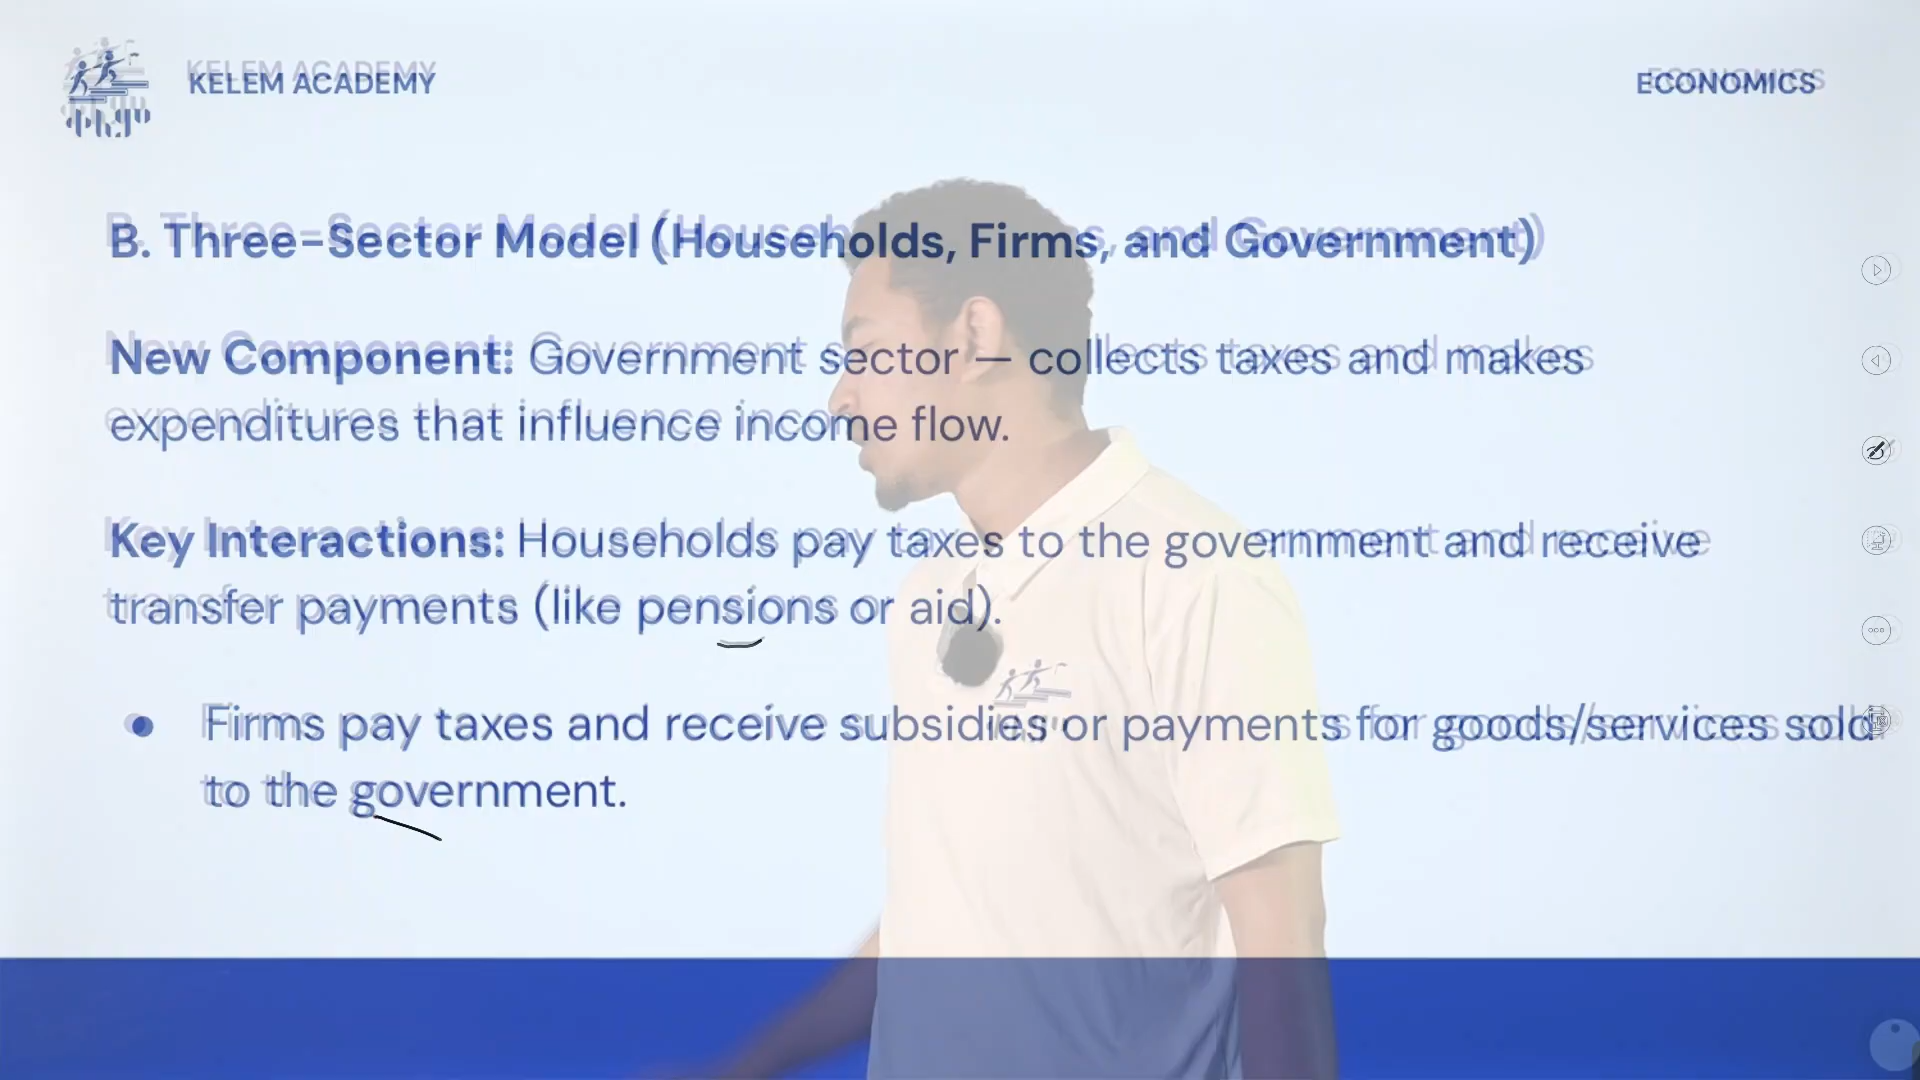 KELEM ACADEMY
ECONOMICS
B. Three-Sector Model (Households, Firms, and Government)
New Component: Government sector — collects taxes and makes
expenditures that influence income flow.
Key Interactions: Households pay taxes to the government and receive
transfer payments (like pensions or aid).
• Firms pay taxes and receive subsidies or payments for goods/services sold
to the government.